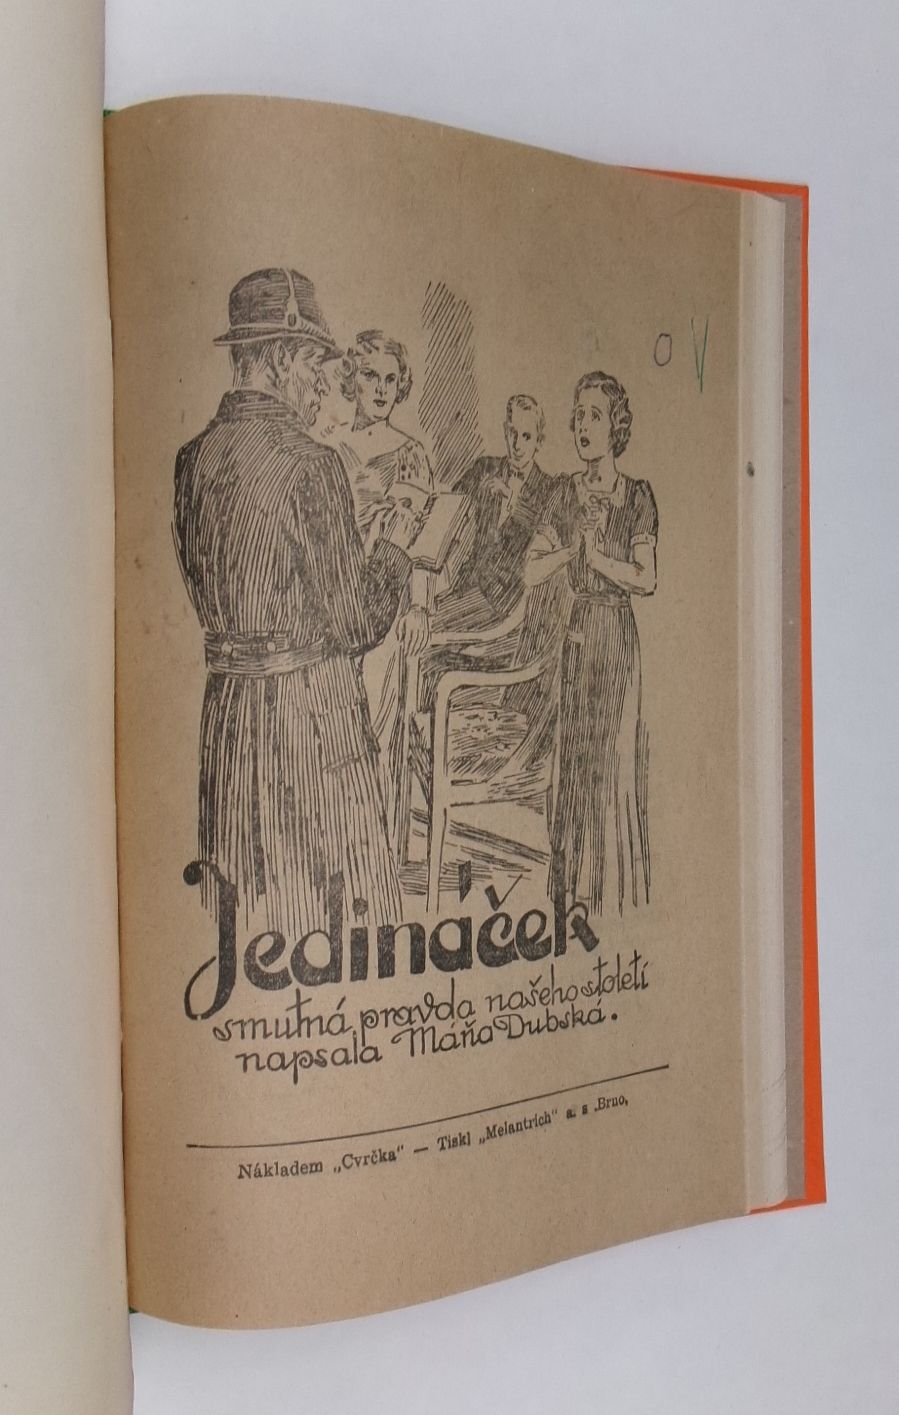 O V
Jedináček
smutná pravda našeho století
napsala Máňa Dubská.
Nákladem „Cvrčka“ — Tiskl „Melantrich“ a. s .Brno,